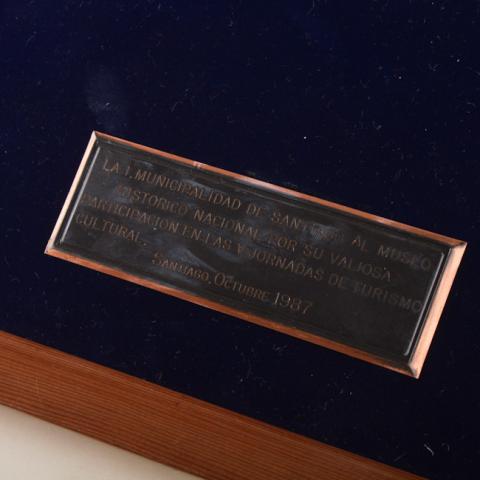 LA I. MUNICIPALIDAD DE SANTIAGO AL MUSEO
HISTORICO NACIONAL POR SU VALIOSA
PARTICIPACION EN LAS V JORNADAS DE TURISMO
CULTURAL.
SANTIAGO, OCTUBRE 1987